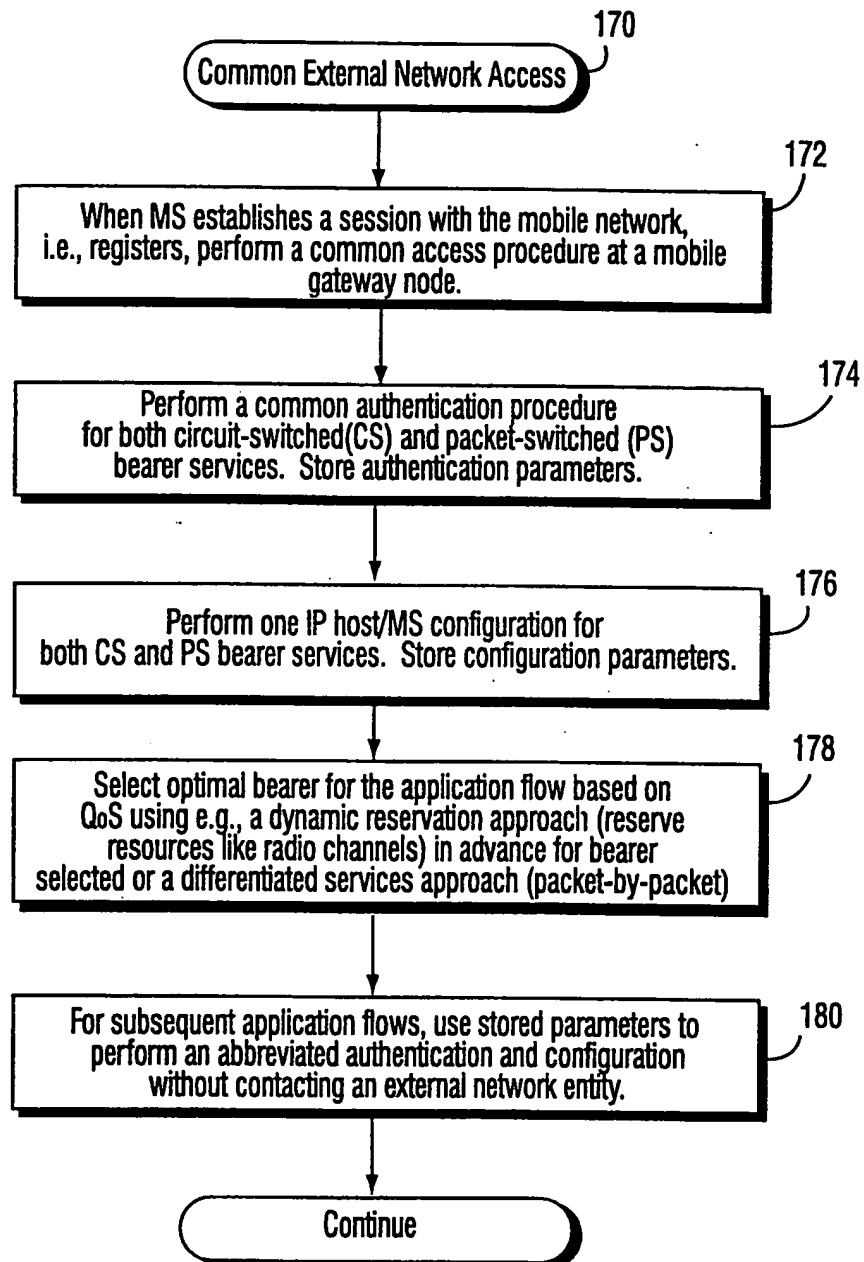 170
Common External Network Access
172
When MS establishes a session with the mobile network,
i.e., registers, perform a common access procedure at a mobile
gateway node.
174
Perform a common authentication procedure
for both circuit-switched(CS) and packet-switched (PS)
bearer services. Store authentication parameters.
176
Perform one IP host/MS configuration for
both CS and PS bearer services. Store configuration parameters.
178
Select optimal bearer for the application flow based on
QoS using e.g., a dynamic reservation approach (reserve
resources like radio channels) in advance for bearer
selected or a differentiated services approach (packet-by-packet)
180
For subsequent application flows, use stored parameters to
perform an abbreviated authentication and configuration
without contacting an external network entity.
Continue